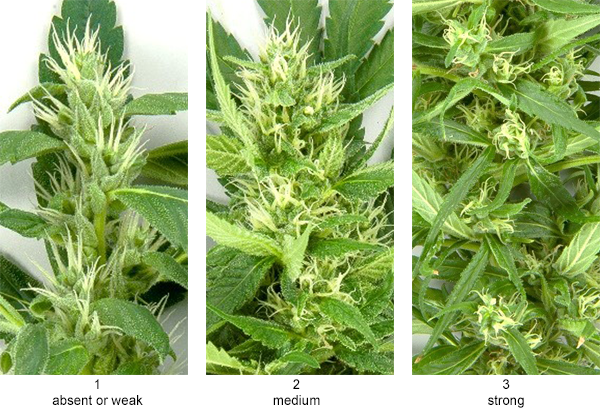 1 2 3
absent or weak medium strong